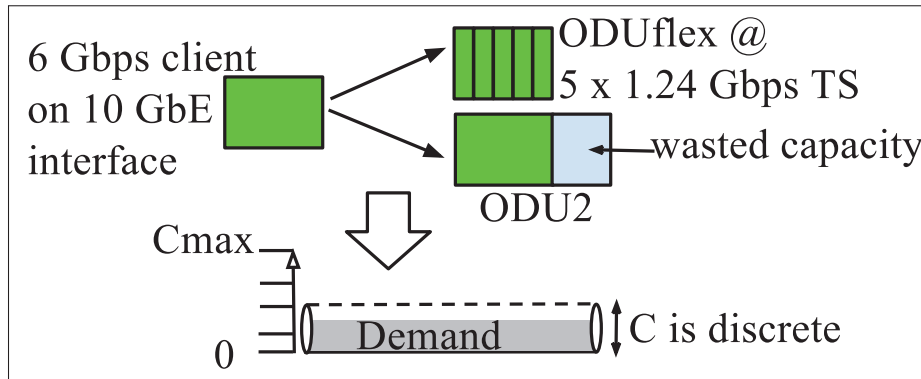 6 Gbps client
on 10 GbE
interface
ODUflex @
5 x 1.24 Gbps TS
wasted capacity
ODU2
Cmax
0
Demand
C is discrete